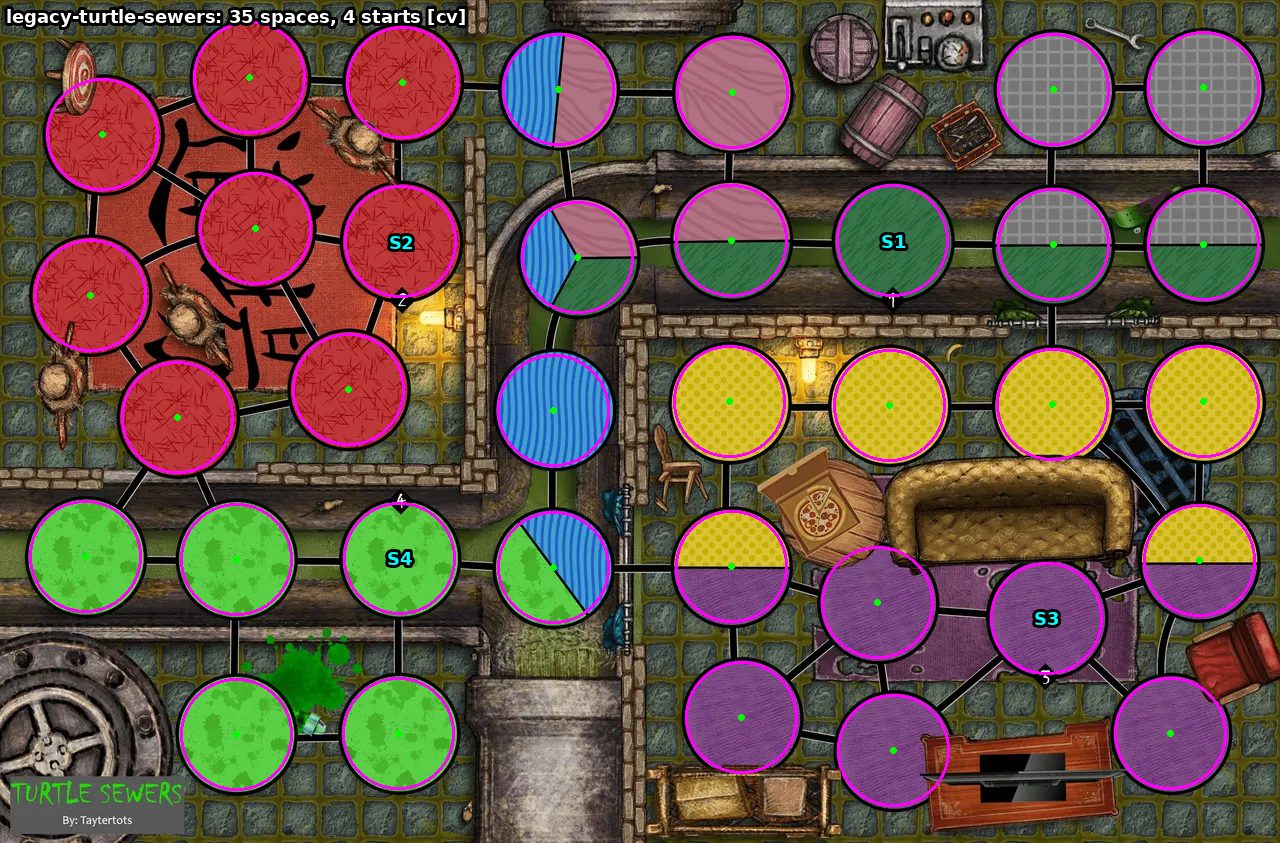 legacy-turtle-sewers: 35 spaces, 4 starts [cv]
S2
S1
1
2
4
S4
S3
3
TURTLE SEWERS
By: Taytertots